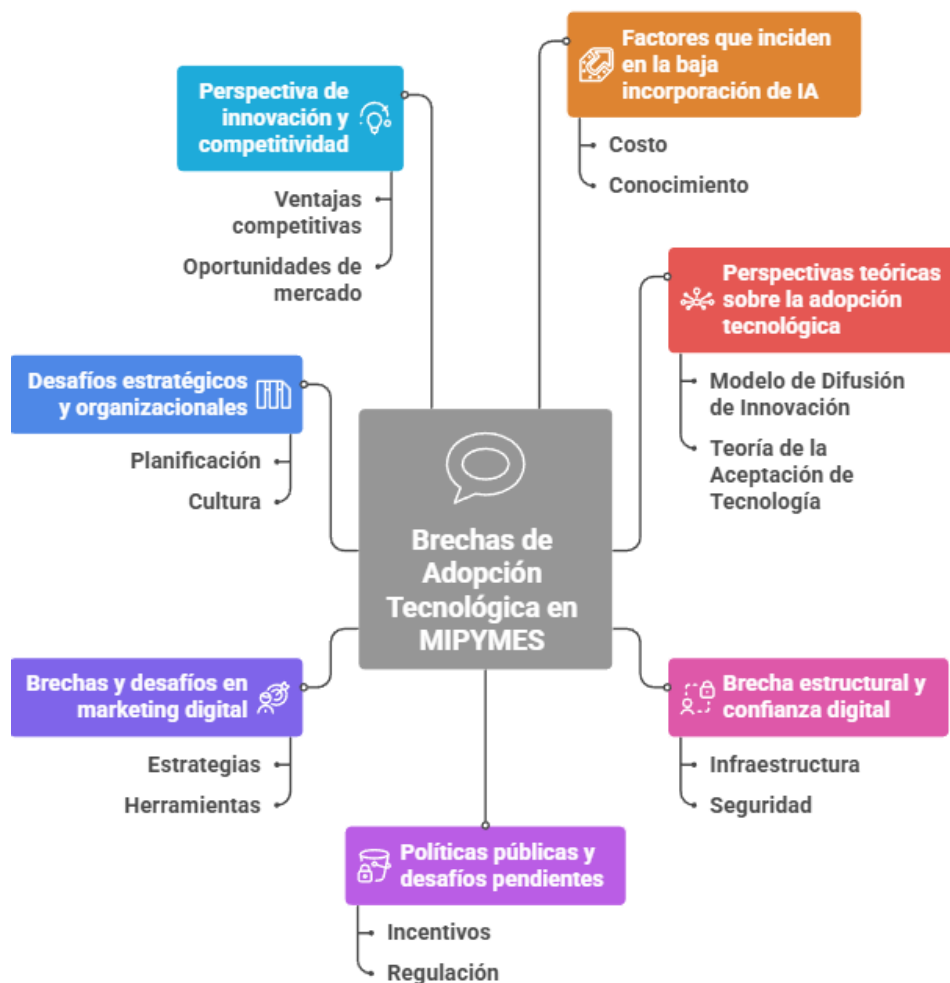 Factores que inciden
en la baja
incorporación de IA
Costo
Conocimiento
Perspectiva de
innovación y
competitividad
Ventajas
competitivas
Oportunidades de
mercado
Perspectivas teóricas
sobre la adopción
tecnológica
Modelo de Difusión
de Innovación
Teoría de la
Aceptación de
Tecnología
Desafíos estratégicos
y organizacionales
Planificación
Cultura
Brechas de
Adopción
Tecnológica en
MIPYMES
Brechas y desafíos en
marketing digital
Estrategias
Herramientas
Brecha estructural y
confianza digital
Infraestructura
Seguridad
Políticas públicas y
desafíos pendientes
Incentivos
Regulación